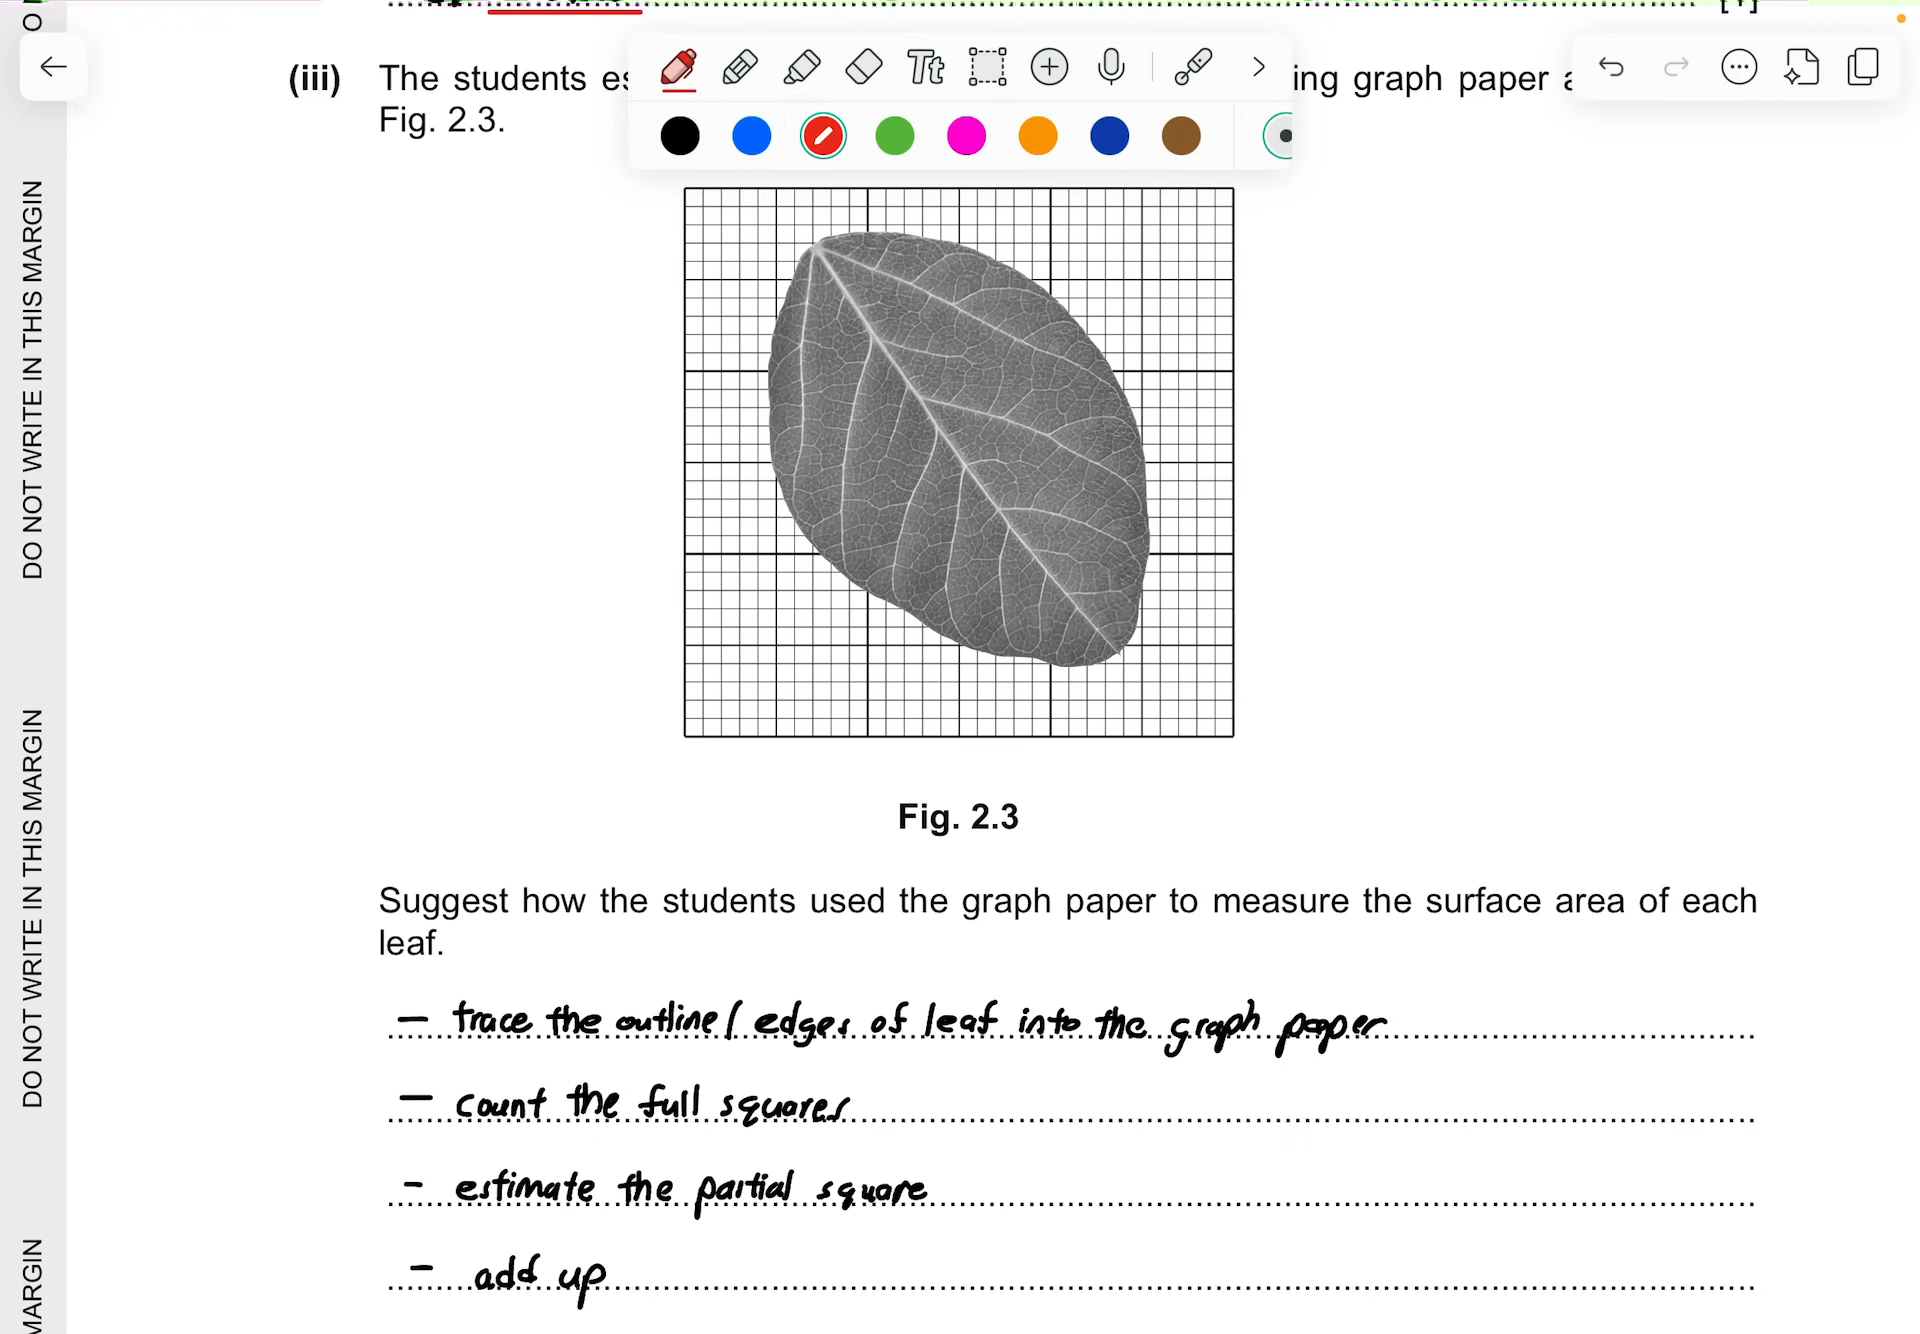 (iii) The students es ing graph paper a
Tt
Fig. 2.3.
Fig. 2.3
Suggest how the students used the graph paper to measure the surface area of each
leaf.
– trace the outline / edges of leaf into the graph paper
– count the full squares
– estimate the partial square
– add up
DO NOT WRITE IN THIS MARGIN
DO NOT WRITE IN THIS MARGIN
MARGIN